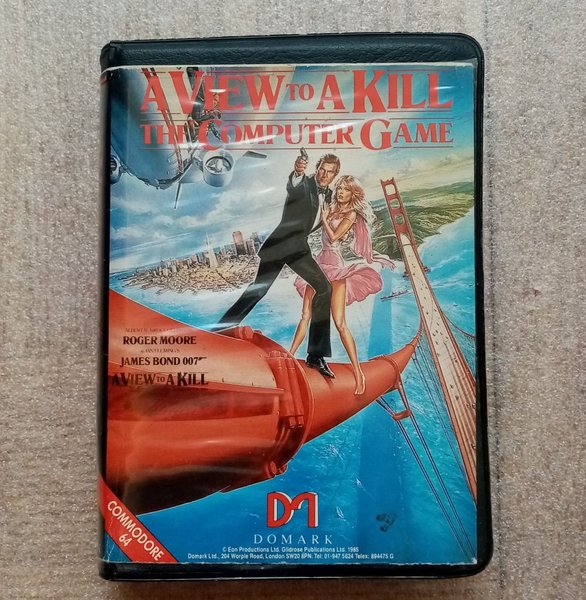 A VIEW TO A KILL
THE COMPUTER GAME
ROGER MOORE
JAMES BOND 007
A VIEW TO A KILL
COMMODORE
64
DM
DOMARK
© Eon Productions Ltd. Glidrose Publications Ltd. 1985
Domark Ltd., 204 Worple Road, London SW20 8PN. Tel: 01-947 5624 Telex: 894475 G